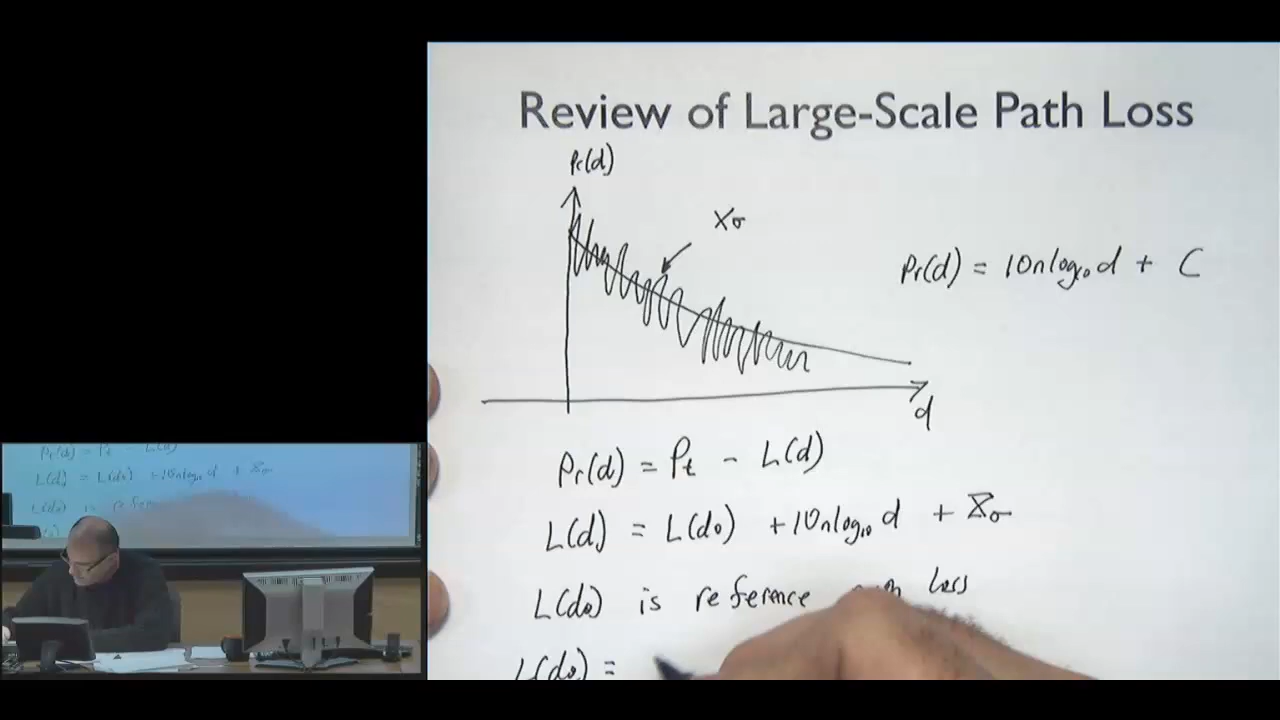 Review of Large-Scale Path Loss
Pr(d)
Xσ
Pr(d) = 10nlog₁₀d + C
d
Pr(d) = Pt - L(d)
L(d) = L(d₀) + 10nlog₁₀ d + Xσ
L(d₀) is reference loss
L(d₀) =